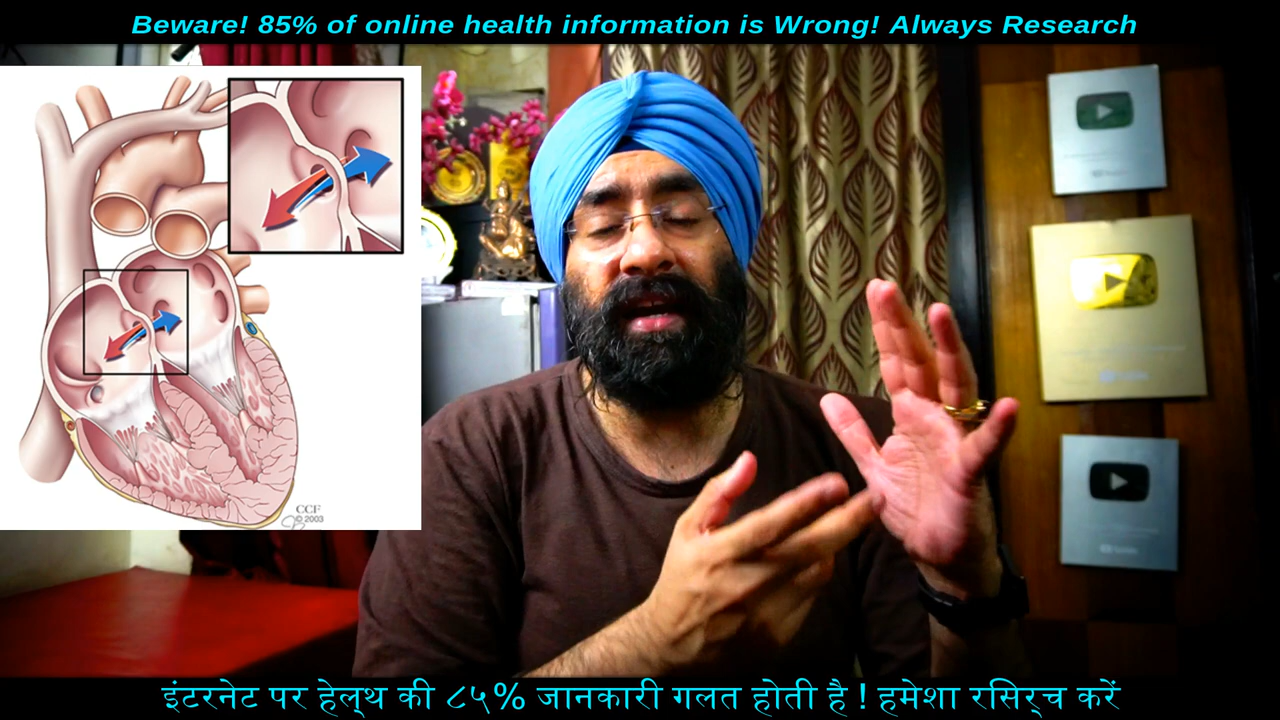 Beware! 85% of online health information is Wrong! Always Research
CCF
© 2003
इंटरनेट पर हेल्थ की ८५% जानकारी गलत होती है ! हमेशा रिसर्च करें